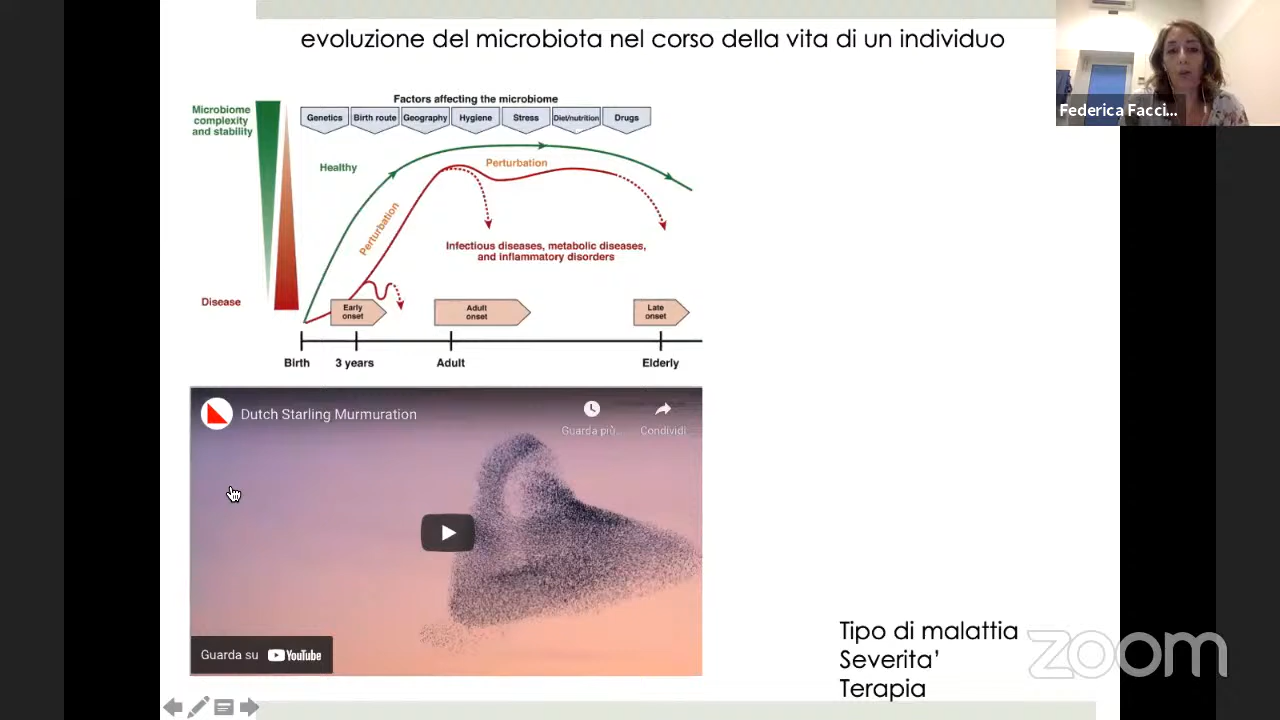 evoluzione del microbiota nel corso della vita di un individuo
Federica Facci...
Factors affecting the microbiome
Microbiome
complexity
and stability
Genetics
Birth route
Geography
Hygiene
Stress
Diet/nutrition
Drugs
Healthy
Perturbation
Perturbation
Infectious diseases, metabolic diseases,
and inflammatory disorders
Disease
Early
onset
Adult
onset
Late
onset
Birth
3 years
Adult
Elderly
Dutch Starling Murmuration
Guarda più...
Condividi
Guarda su YouTube
Tipo di malattia
Severita'
Terapia
zoom